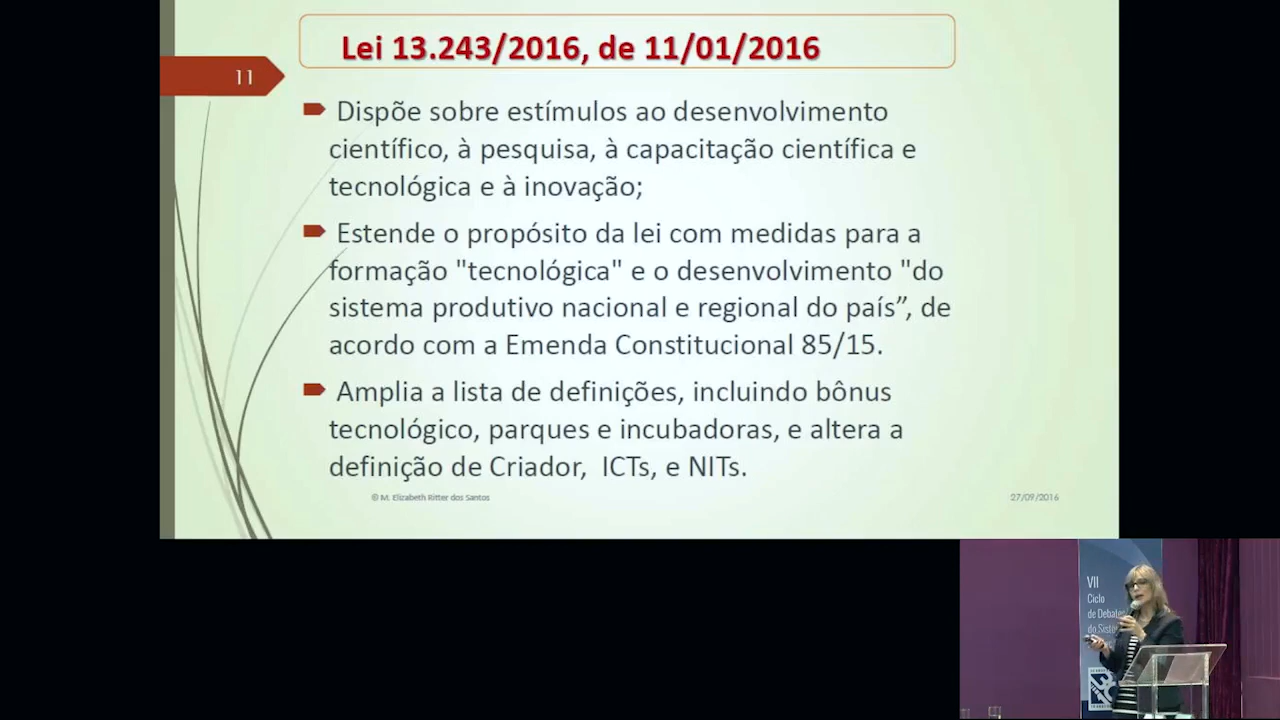 Lei 13.243/2016, de 11/01/2016
11
Dispõe sobre estímulos ao desenvolvimento
científico, à pesquisa, à capacitação científica e
tecnológica e à inovação;
Estende o propósito da lei com medidas para a
formação "tecnológica" e o desenvolvimento "do
sistema produtivo nacional e regional do país”, de
acordo com a Emenda Constitucional 85/15.
Amplia a lista de definições, incluindo bônus
tecnológico, parques e incubadoras, e altera a
definição de Criador,  ICTs, e NITs.
© M. Elizabeth Ritter dos Santos
27/09/2016
VII
Ciclo
de Debates
do